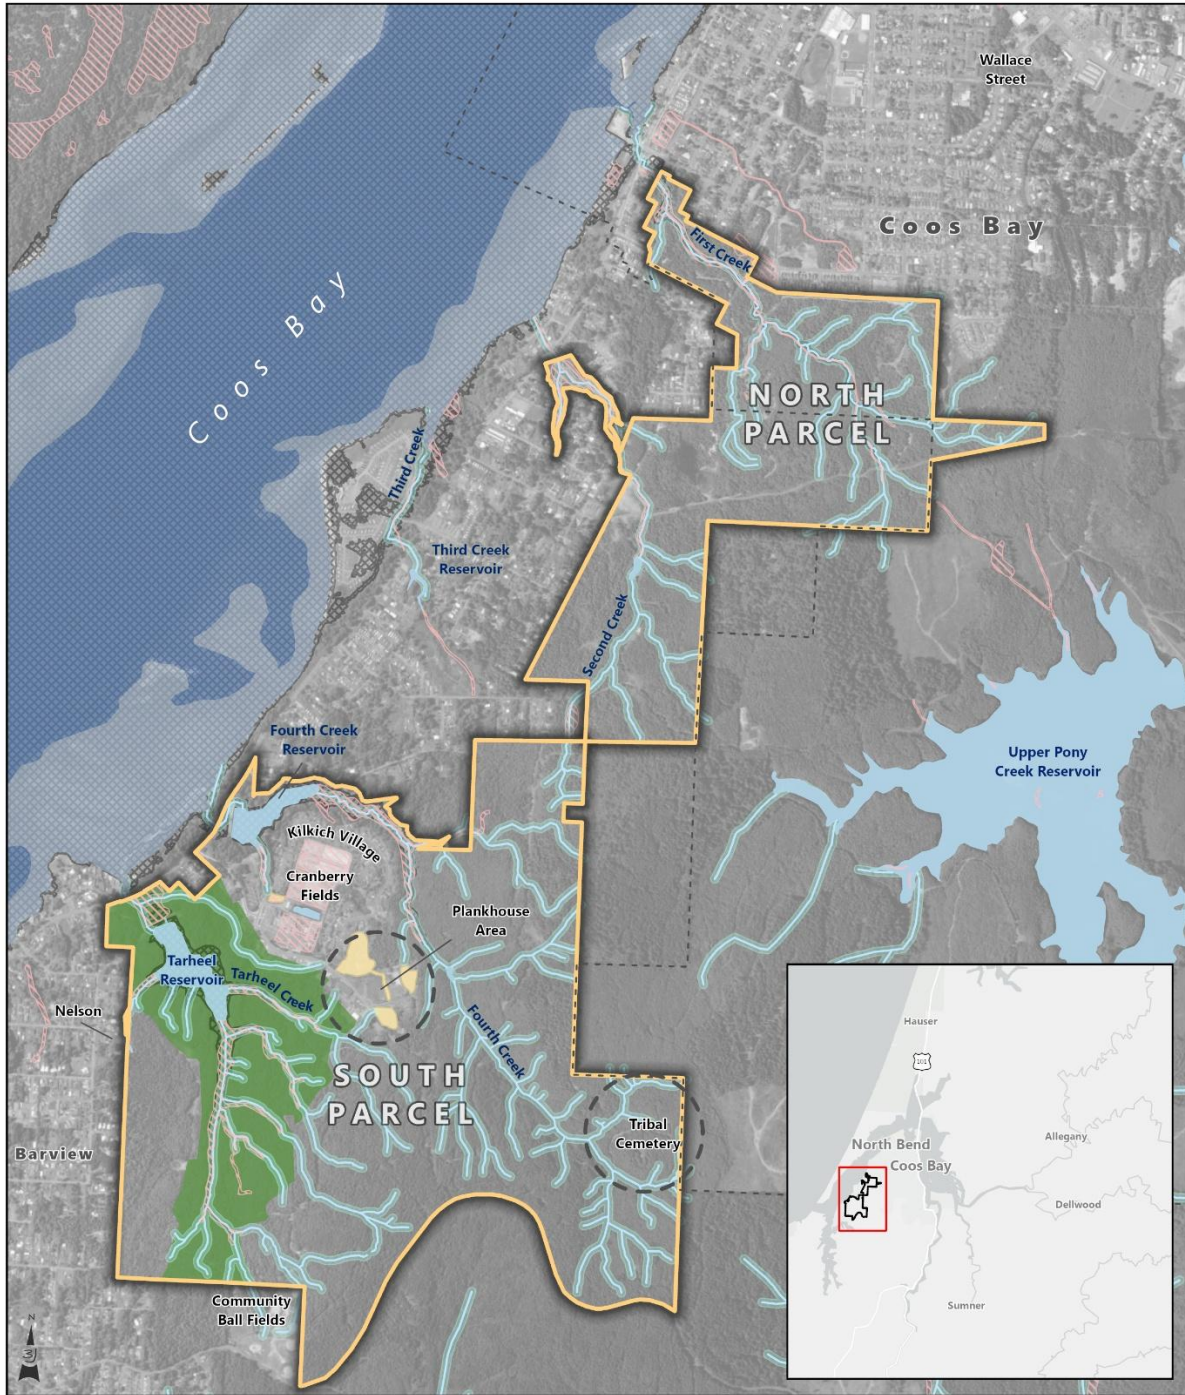 Wallace
Street
Coos Bay
First Creek
Coos Bay
NORTH
PARCEL
Third Creek
Third Creek
Reservoir
Second Creek
Fourth Creek
Reservoir
Upper Pony
Creek Reservoir
Kilkich Village
Cranberry
Fields
Plankhouse
Area
Tarheel
Reservoir
Tarheel Creek
Nelson
Fourth Creek
SOUTH
PARCEL
Tribal
Cemetery
Barview
Community
Ball Fields
N
Hauser
101
North Bend
Coos Bay
Allegany
Dellwood
Sumner